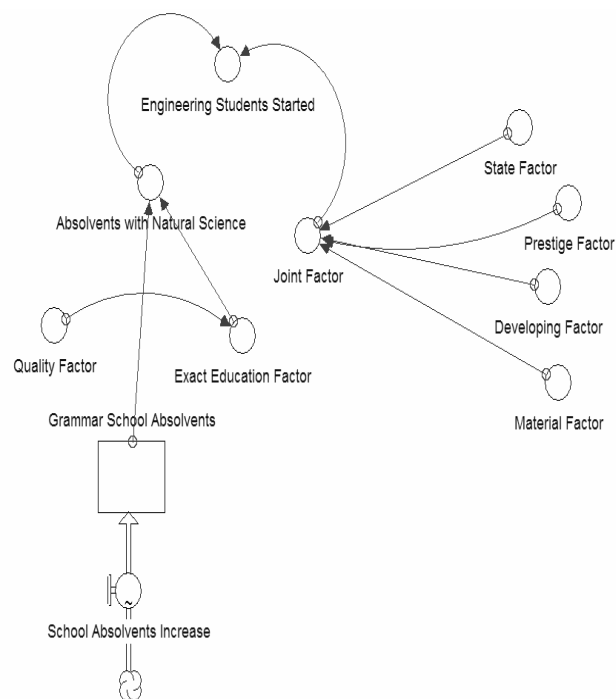 Engineering Students Started
State Factor
Absolvents with Natural Science
Prestige Factor
Joint Factor
Developing Factor
Quality Factor
Exact Education Factor
Grammar School Absolvents
Material Factor
~
School Absolvents Increase